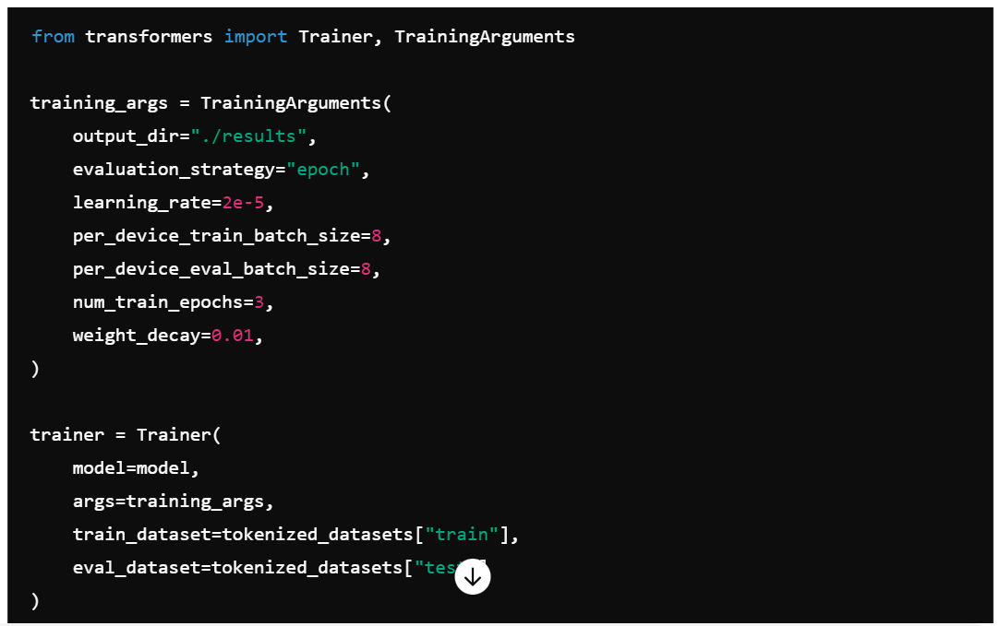 from transformers import Trainer, TrainingArguments
training_args = TrainingArguments(
output_dir="./results",
evaluation_strategy="epoch",
learning_rate=2e-5,
per_device_train_batch_size=8,
per_device_eval_batch_size=8,
num_train_epochs=3,
weight_decay=0.01,
)
trainer = Trainer(
model=model,
args=training_args,
train_dataset=tokenized_datasets["train"],
eval_dataset=tokenized_datasets["tes
)